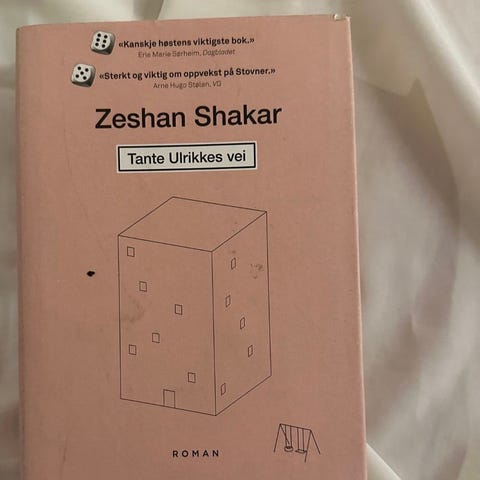 «Kanskje høstens viktigste bok.»
Erle Marie Sørheim, Dagbladet
«Sterkt og viktig om oppvekst på Stovner.»
Arne Hugo Stølan, VG
Zeshan Shakar
Tante Ulrikkes vei
ROMAN